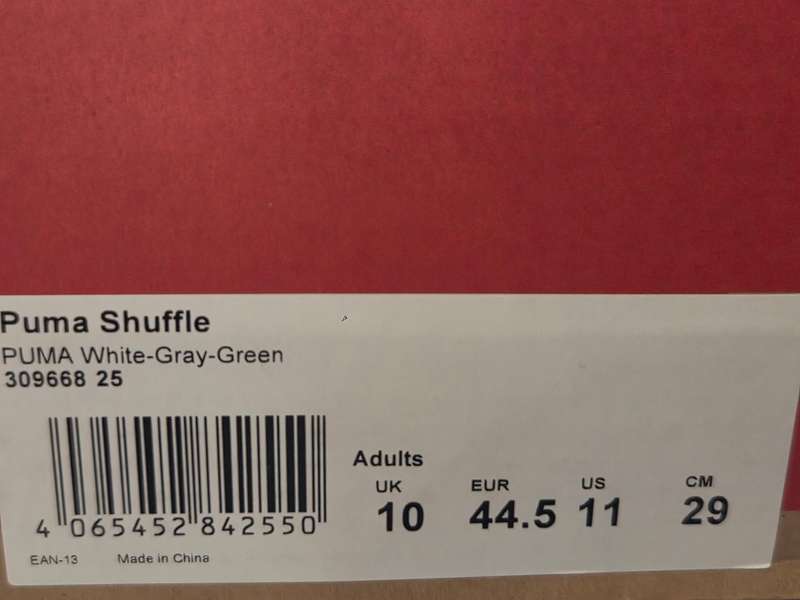 Puma Shuffle
PUMA White-Gray-Green
309668 25
Adults
UK EUR US CM
10 44.5 11 29
4 065452 842550
EAN-13 Made in China